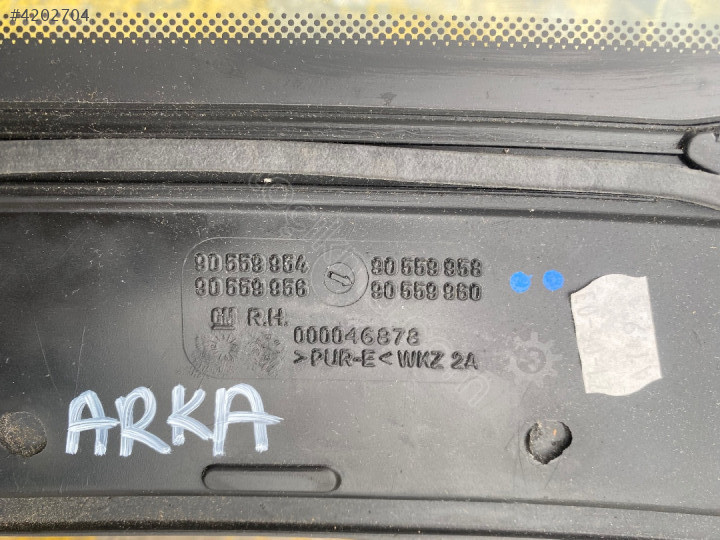 #4202704
90 559 954 90 559 958
90 559 956 90 559 960
GM R.H.
000046878
>PUR-E< WKZ 2A
ARKA